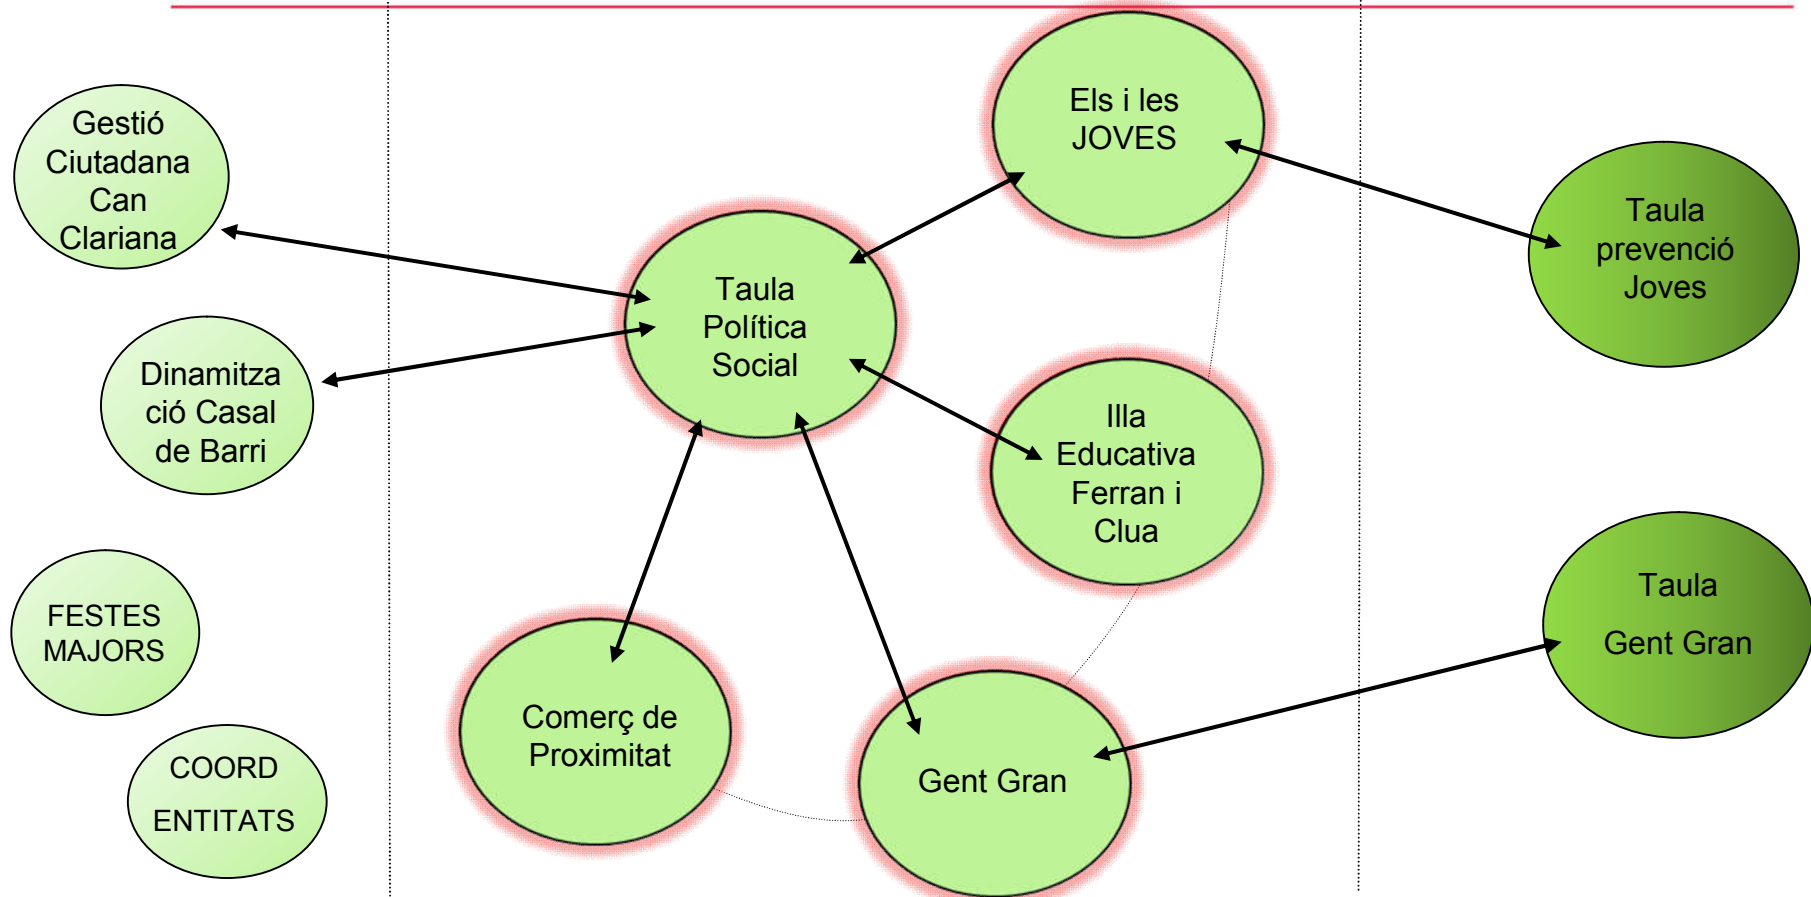 Gestió
Ciutadana
Can
Clariana
Dinamitza
ció Casal
de Barri
FESTES
MAJORS
COORD
ENTITATS
Els i les
JOVES
Taula
Política
Social
Illa
Educativa
Ferran i
Clua
Comerç de
Proximitat
Gent Gran
Taula
prevenció
Joves
Taula
Gent Gran